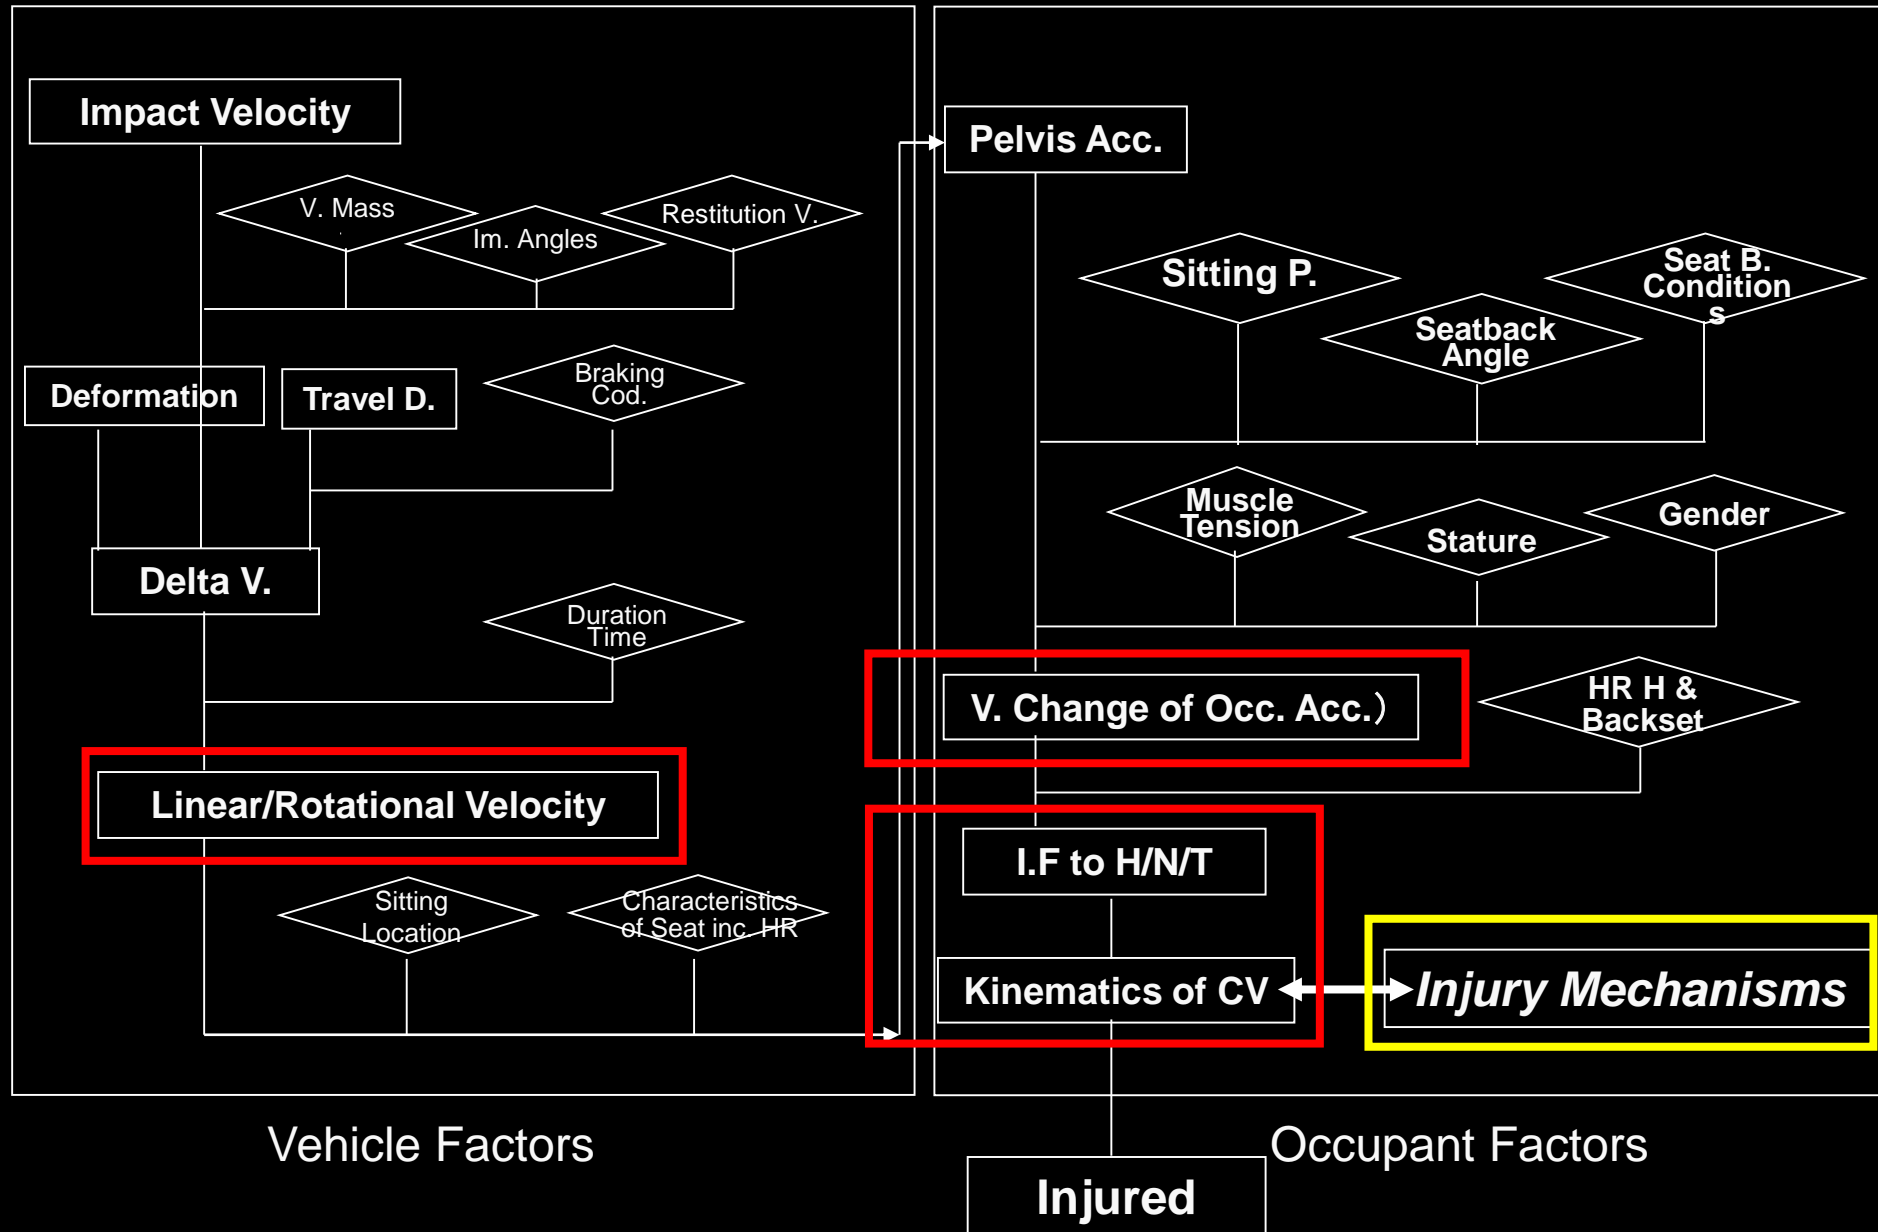 Impact Velocity
V. Mass
Im. Angles
Restitution V.
Deformation
Travel D.
Braking
Cod.
Delta V.
Duration
Time
Linear/Rotational Velocity
Sitting
Location
Characteristics
of Seat inc. HR
Vehicle Factors
Pelvis Acc.
Sitting P.
Seatback
Angle
Seat B.
Condition
s
Muscle
Tension
Stature
Gender
V. Change of Occ. Acc.）
HR H &
Backset
I.F to H/N/T
Kinematics of CV
Injury Mechanisms
Occupant Factors
Injured